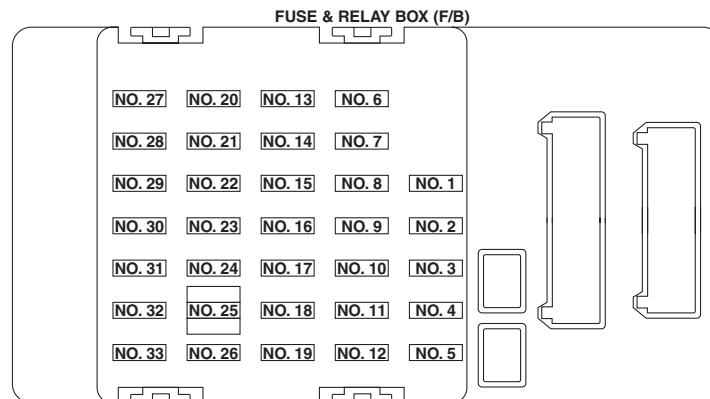 FUSE & RELAY BOX (F/B)
NO. 27 NO. 20 NO. 13 NO. 6
NO. 28 NO. 21 NO. 14 NO. 7
NO. 29 NO. 22 NO. 15 NO. 8 NO. 1
NO. 30 NO. 23 NO. 16 NO. 9 NO. 2
NO. 31 NO. 24 NO. 17 NO. 10 NO. 3
NO. 32 NO. 25 NO. 18 NO. 11 NO. 4
NO. 33 NO. 26 NO. 19 NO. 12 NO. 5